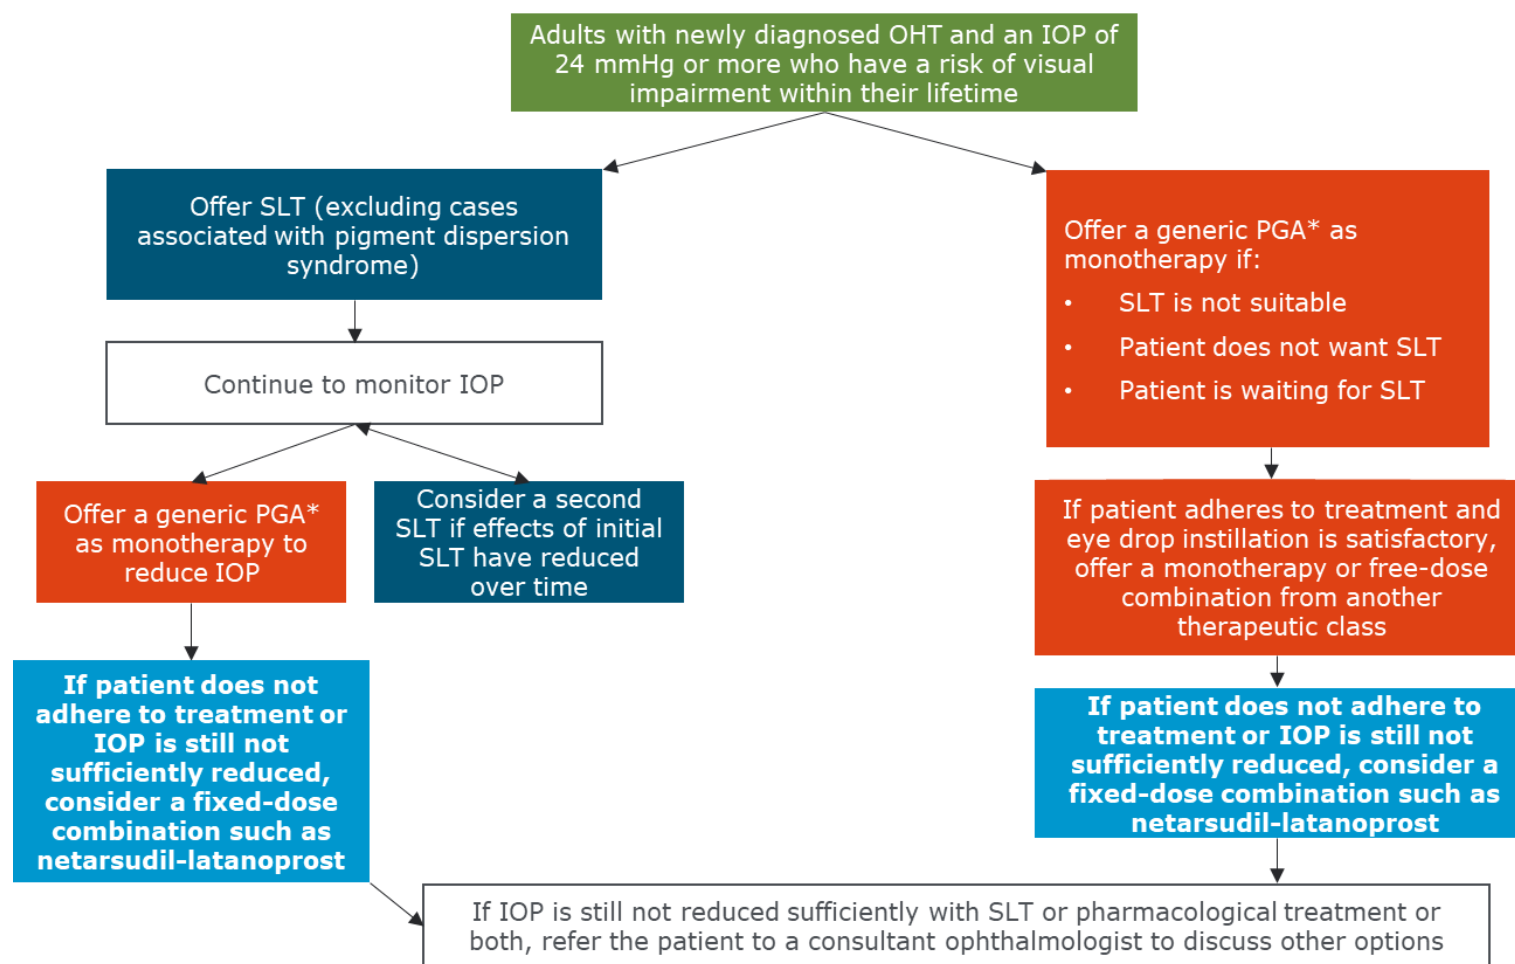 Adults with newly diagnosed OHT and an IOP of
24 mmHg or more who have a risk of visual
impairment within their lifetime
Offer SLT (excluding cases
associated with pigment dispersion
syndrome)
Continue to monitor IOP
Offer a generic PGA*
as monotherapy to
reduce IOP
Consider a second
SLT if effects of initial
SLT have reduced
over time
If patient does not
adhere to treatment or
IOP is still not
sufficiently reduced,
consider a fixed-dose
combination such as
netarsudil-latanoprost
Offer a generic PGA* as
monotherapy if:
• SLT is not suitable
• Patient does not want SLT
• Patient is waiting for SLT
If patient adheres to treatment and
eye drop instillation is satisfactory,
offer a monotherapy or free-dose
combination from another
therapeutic class
If patient does not adhere to
treatment or IOP is still not
sufficiently reduced, consider a
fixed-dose combination such as
netarsudil-latanoprost
If IOP is still not reduced sufficiently with SLT or pharmacological treatment or
both, refer the patient to a consultant ophthalmologist to discuss other options